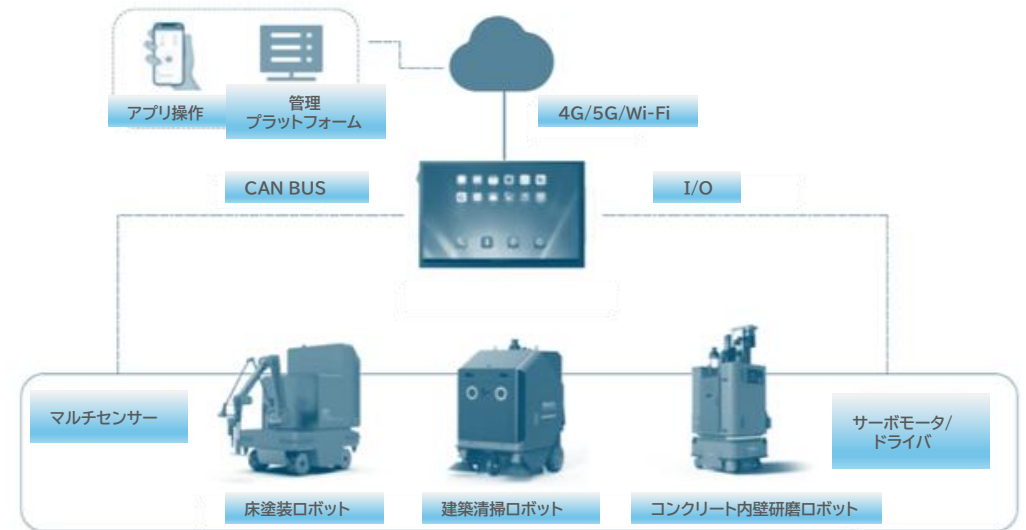 アプリ操作
管理
プラットフォーム
4G/5G/Wi-Fi
CAN BUS
I/O
マルチセンサー
サーボモータ/
ドライバ
床塗装ロボット
建築清掃ロボット
コンクリート内壁研磨ロボット